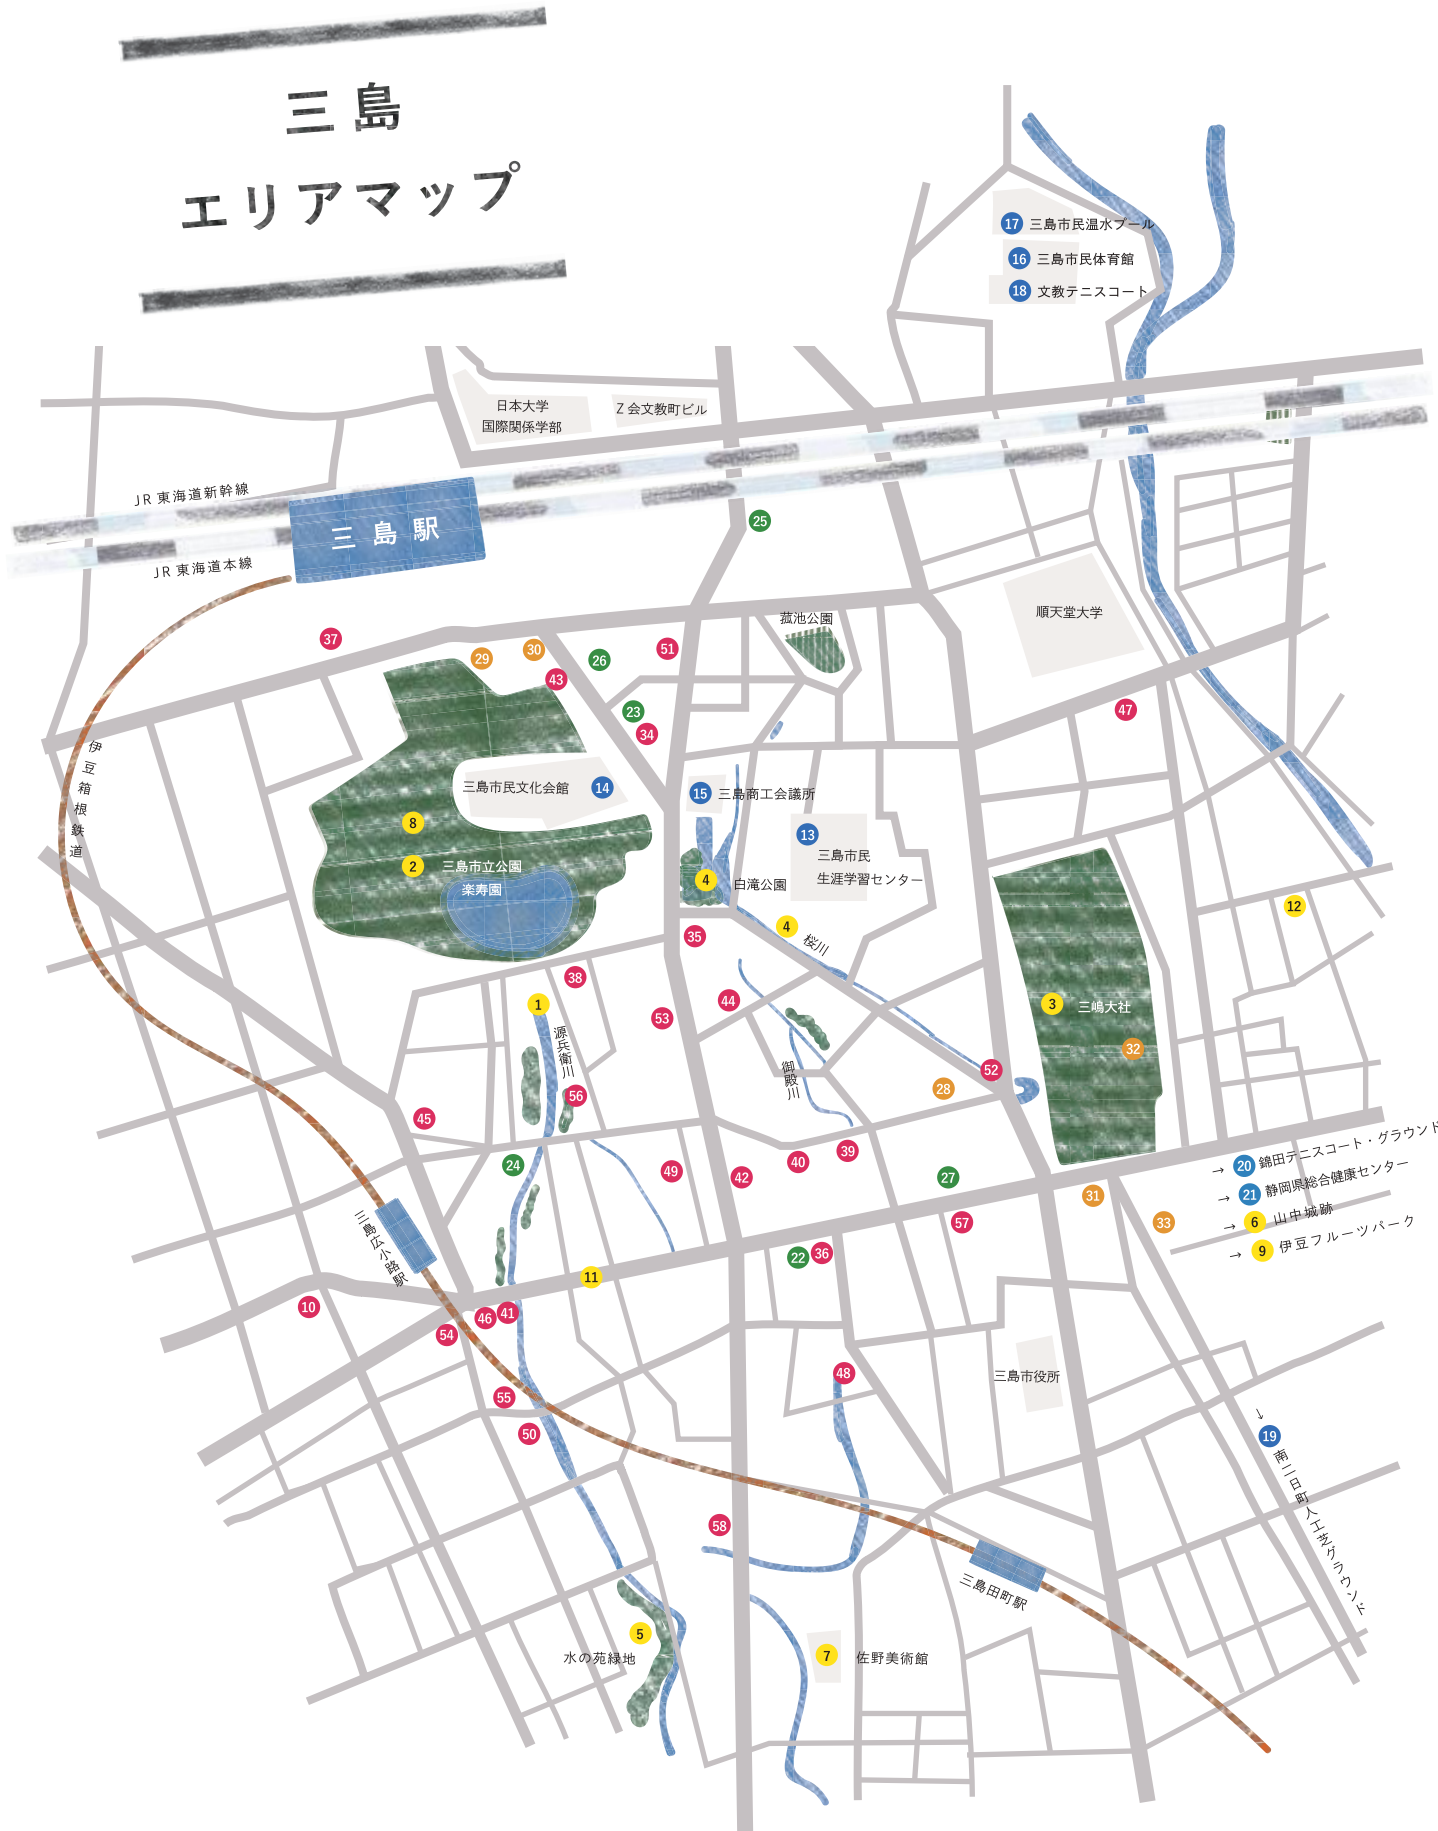 三島
エリアマップ
17 三島市民温水プール
16 三島市民体育館
18 文教テニスコート
日本大学
国際関係学部
Z会文教町ビル
JR東海道新幹線
三島駅
JR東海道本線
25
菰池公園
順天堂大学
37
29
30
26
51
43
23
34
47
伊豆箱根鉄道
三島市民文化会館 14
15 三島商工会議所
8
13
三島市民
生涯学習センター
2 三島市立公園
楽寿園
4 白滝公園
12
4
桜川
35
38
1
源兵衛川
53
44
3 三嶋大社
32
御殿川
52
28
56
45
24
49
42
40
39
27
31
33
57
→ 20 錦田テニスコート・グラウンド
→ 21 静岡県総合健康センター
→ 6 山中城跡
→ 9 伊豆フルーツパーク
三島広小路駅
22
36
11
10
46
41
54
48
三島市役所
55
50
→
19
南二日町人工芝グラウンド
58
三島田町駅
5
水の苑緑地
7 佐野美術館